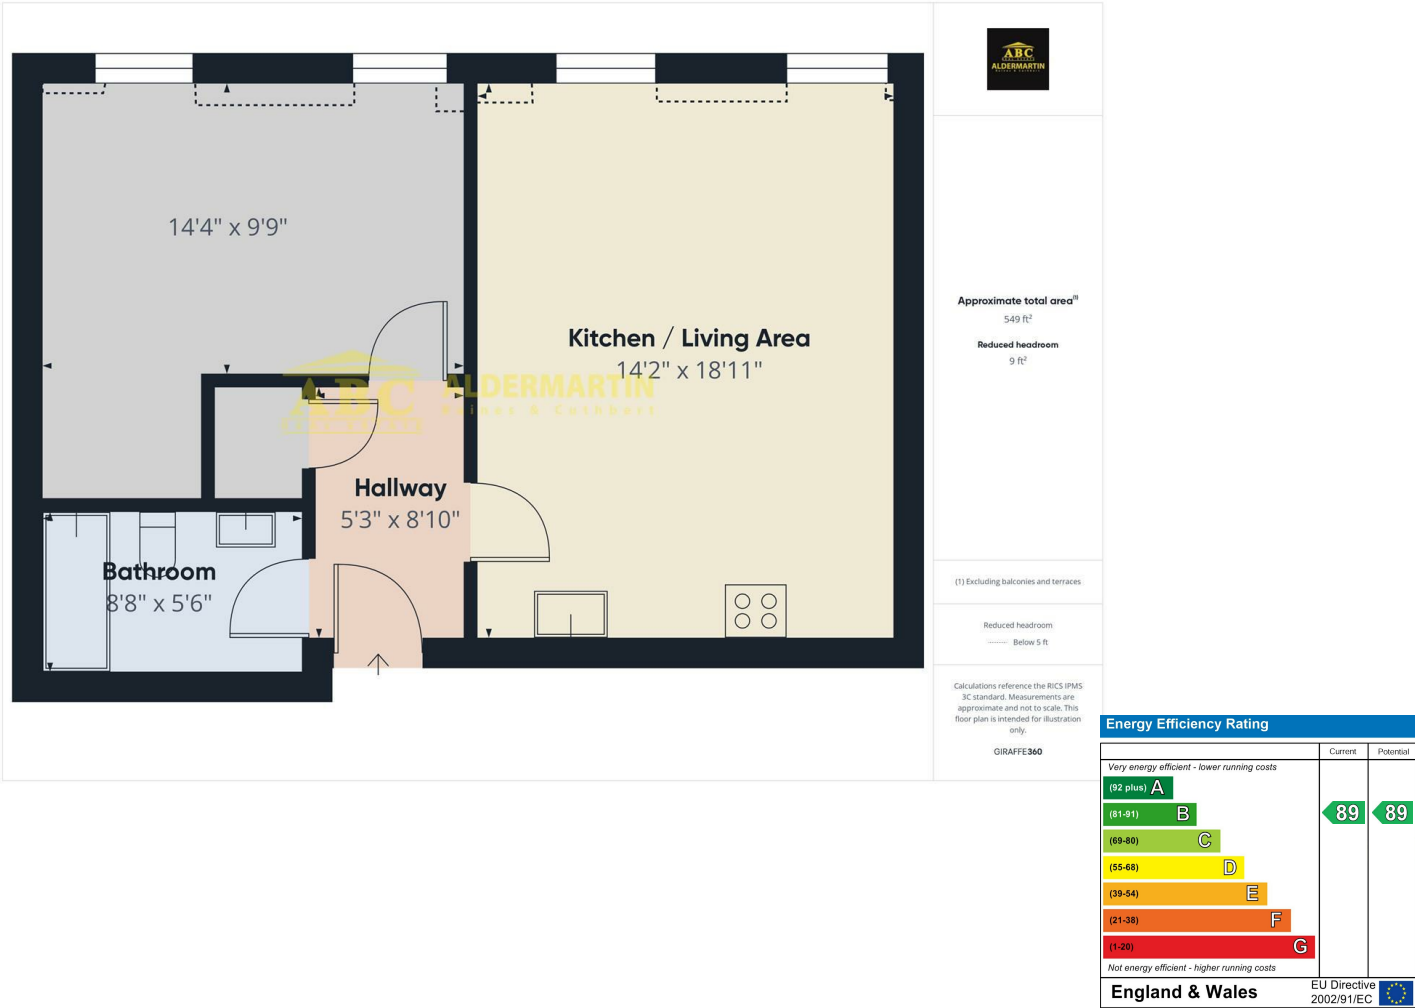 14'4" x 9'9"
Kitchen / Living Area
14'2" x 18'11"
ABC
ALDERMARTIN
Baines & Cuthbert
Hallway
5'3" x 8'10"
Bathroom
8'8" x 5'6"
ABC
ALDERMARTIN
Approximate total area(1)
549 ft²
Reduced headroom
9 ft²
(1) Excluding balconies and terraces
Reduced headroom
Below 5 ft
Calculations reference the RICS IPMS
3C standard. Measurements are
approximate and not to scale. This
floor plan is intended for illustration
only.
GIRAFFE360
Energy Efficiency Rating
Current Potential
Very energy efficient - lower running costs
(92 plus) A
(81-91) B 89 89
(69-80) C
(55-68) D
(39-54) E
(21-38) F
(1-20) G
Not energy efficient - higher running costs
England & Wales
EU Directive
2002/91/EC